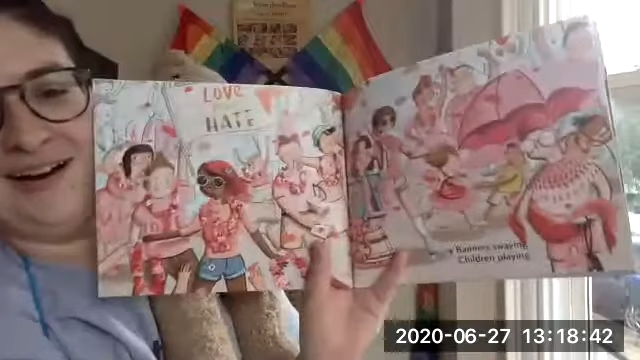 LOVE
HATE
Banners swaying,
Children playing.
2020-06-27 13:18:42